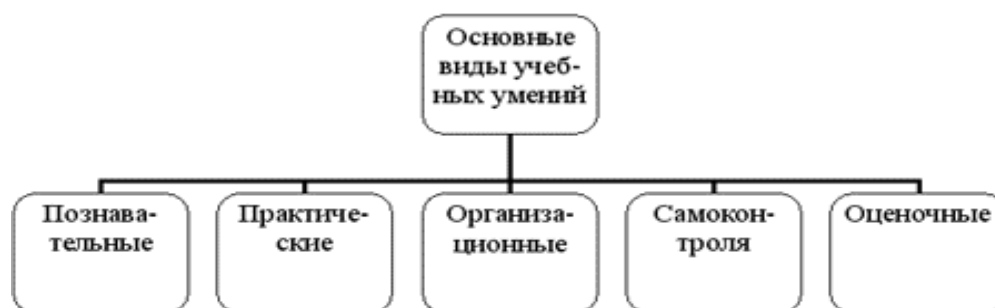 Основные
виды учеб-
ных умений
Познава-
тельные
Практиче-
ские
Организа-
ционные
Самокон-
троля
Оценочные